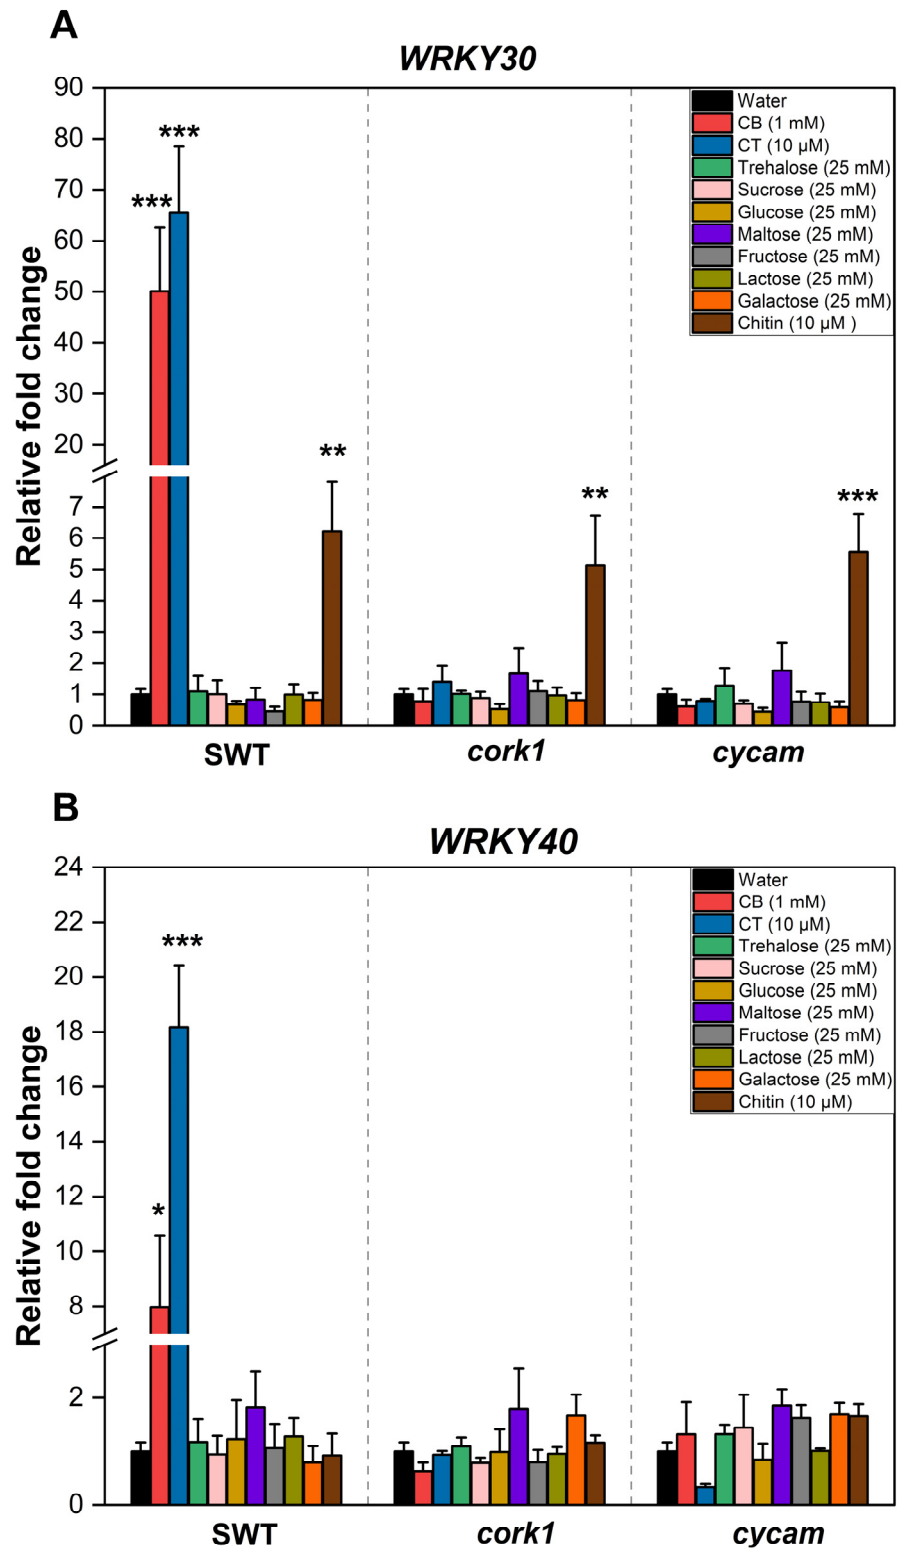 A
WRKY30
90
80
70
60
50
40
30
20
7
6
5
4
3
2
1
0
Relative fold change
***
***
**
**
***
Water
CB (1 mM)
CT (10 µM)
Trehalose (25 mM)
Sucrose (25 mM)
Glucose (25 mM)
Maltose (25 mM)
Fructose (25 mM)
Lactose (25 mM)
Galactose (25 mM)
Chitin (10 µM )
SWT
cork1
cycam
B
WRKY40
24
22
20
18
16
14
12
10
8
2
0
Relative fold change
***
*
Water
CB (1 mM)
CT (10 µM)
Trehalose (25 mM)
Sucrose (25 mM)
Glucose (25 mM)
Maltose (25 mM)
Fructose (25 mM)
Lactose (25 mM)
Galactose (25 mM)
Chitin (10 µM)
SWT
cork1
cycam